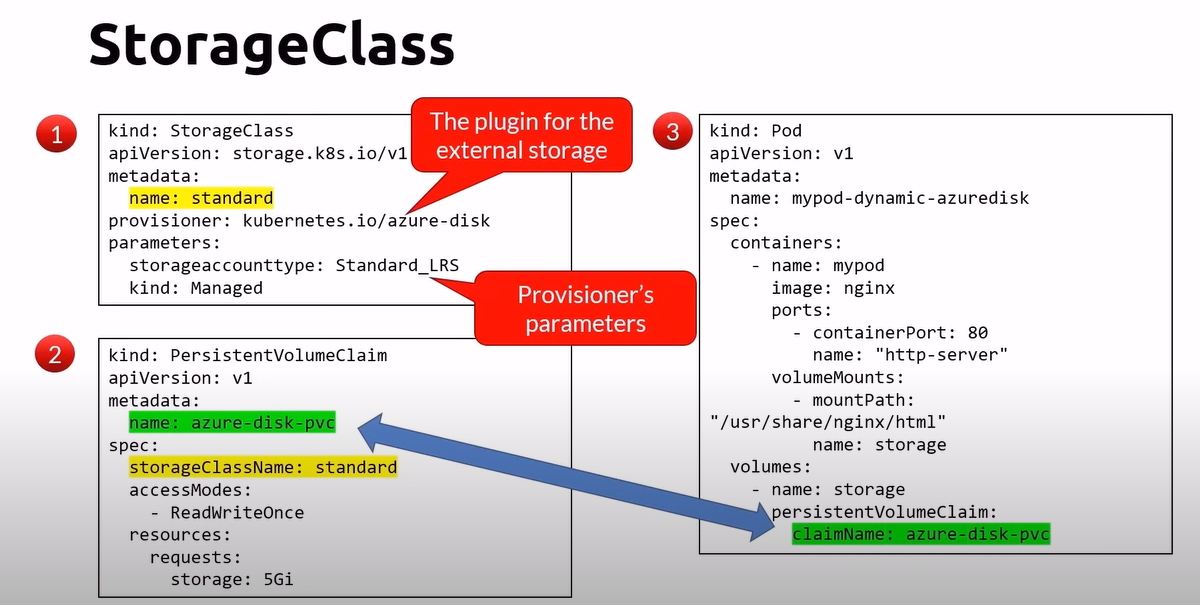 StorageClass
1
kind: StorageClass
apiVersion: storage.k8s.io/v1
metadata:
  name: standard
provisioner: kubernetes.io/azure-disk
parameters:
  storageaccounttype: Standard_LRS
  kind: Managed
The plugin for the
external storage
Provisioner's
parameters
2
kind: PersistentVolumeClaim
apiVersion: v1
metadata:
  name: azure-disk-pvc
spec:
  storageClassName: standard
  accessModes:
    - ReadWriteOnce
  resources:
    requests:
      storage: 5Gi
3
kind: Pod
apiVersion: v1
metadata:
  name: mypod-dynamic-azuredisk
spec:
  containers:
    - name: mypod
      image: nginx
      ports:
        - containerPort: 80
          name: "http-server"
      volumeMounts:
        - mountPath:
"/usr/share/nginx/html"
          name: storage
  volumes:
    - name: storage
      persistentVolumeClaim:
        claimName: azure-disk-pvc